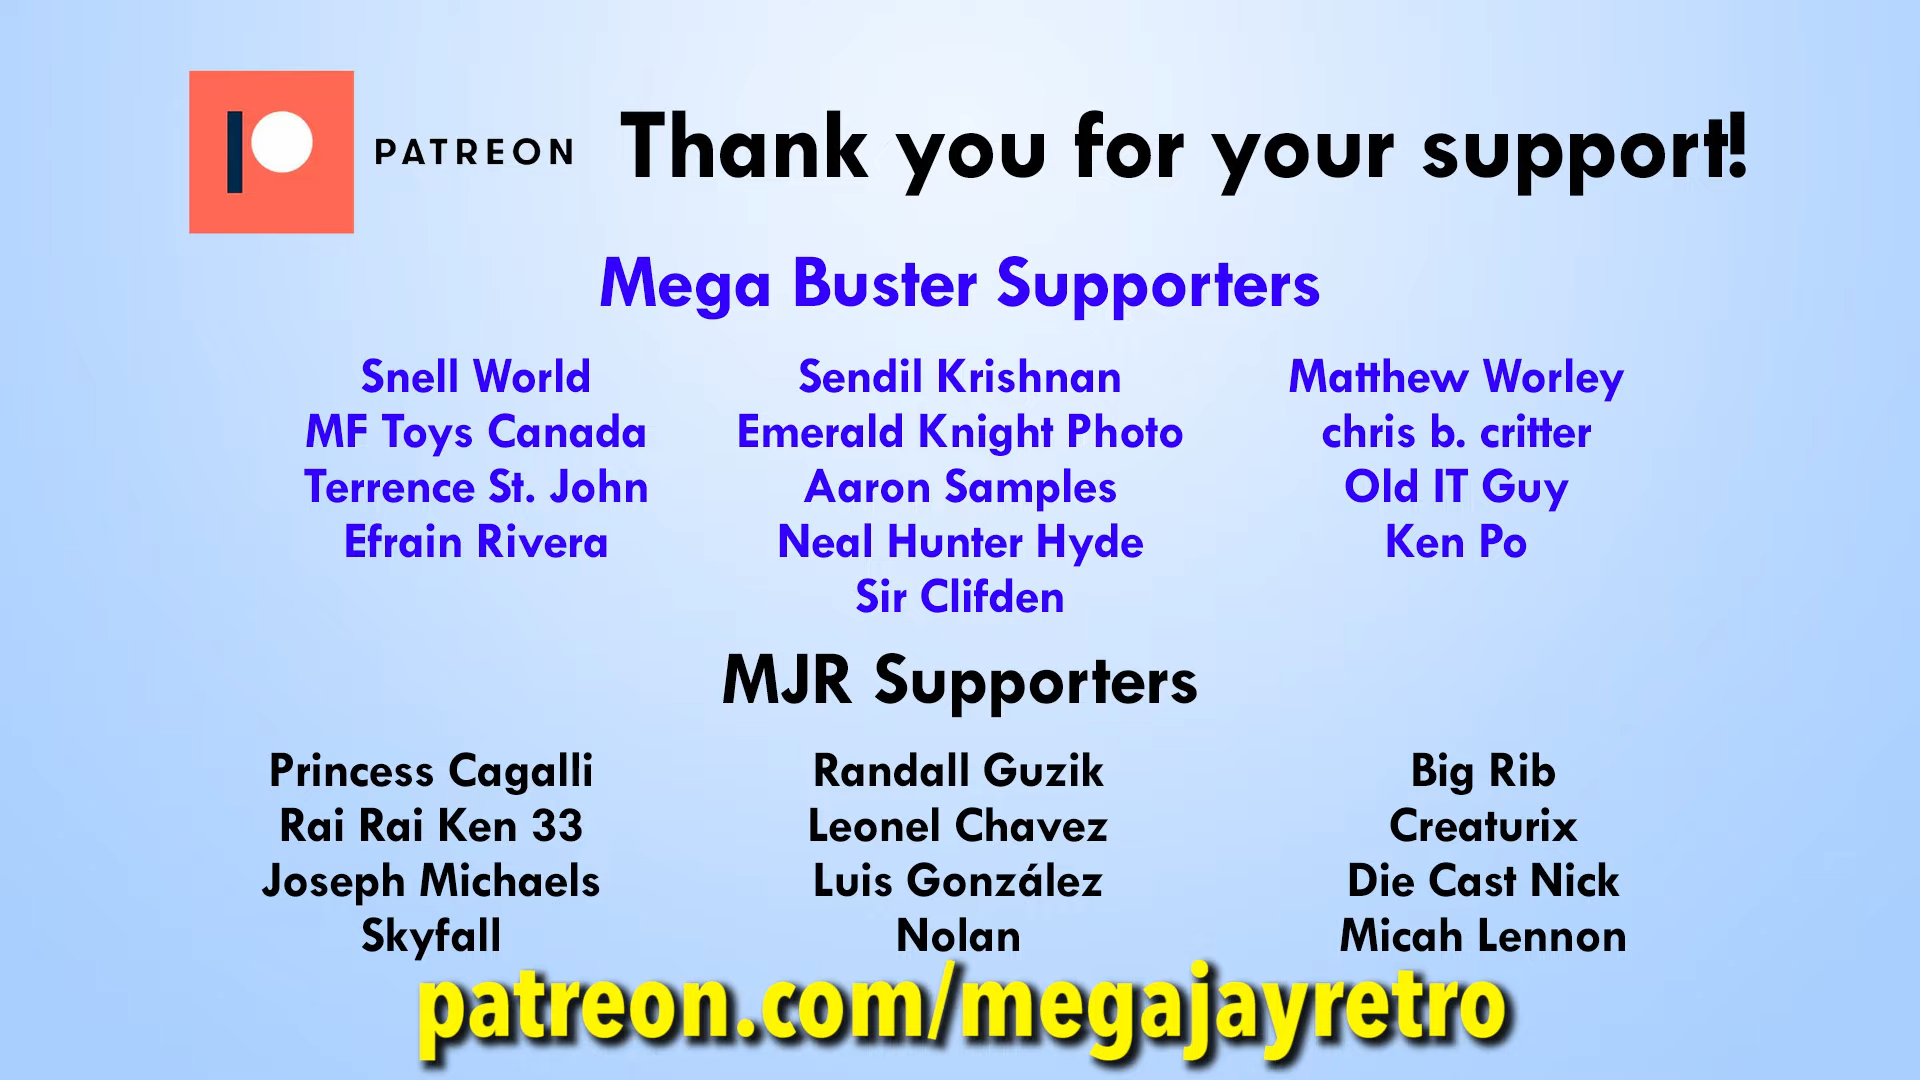 PATREON Thank you for your support!
Mega Buster Supporters
Snell World Sendil Krishnan Matthew Worley
MF Toys Canada Emerald Knight Photo chris b. critter
Terrence St. John Aaron Samples Old IT Guy
Efrain Rivera Neal Hunter Hyde Ken Po
Sir Clifden
MJR Supporters
Princess Cagalli Randall Guzik Big Rib
Rai Rai Ken 33 Leonel Chavez Creaturix
Joseph Michaels Luis González Die Cast Nick
Skyfall Nolan Micah Lennon
patreon.com/megajayretro